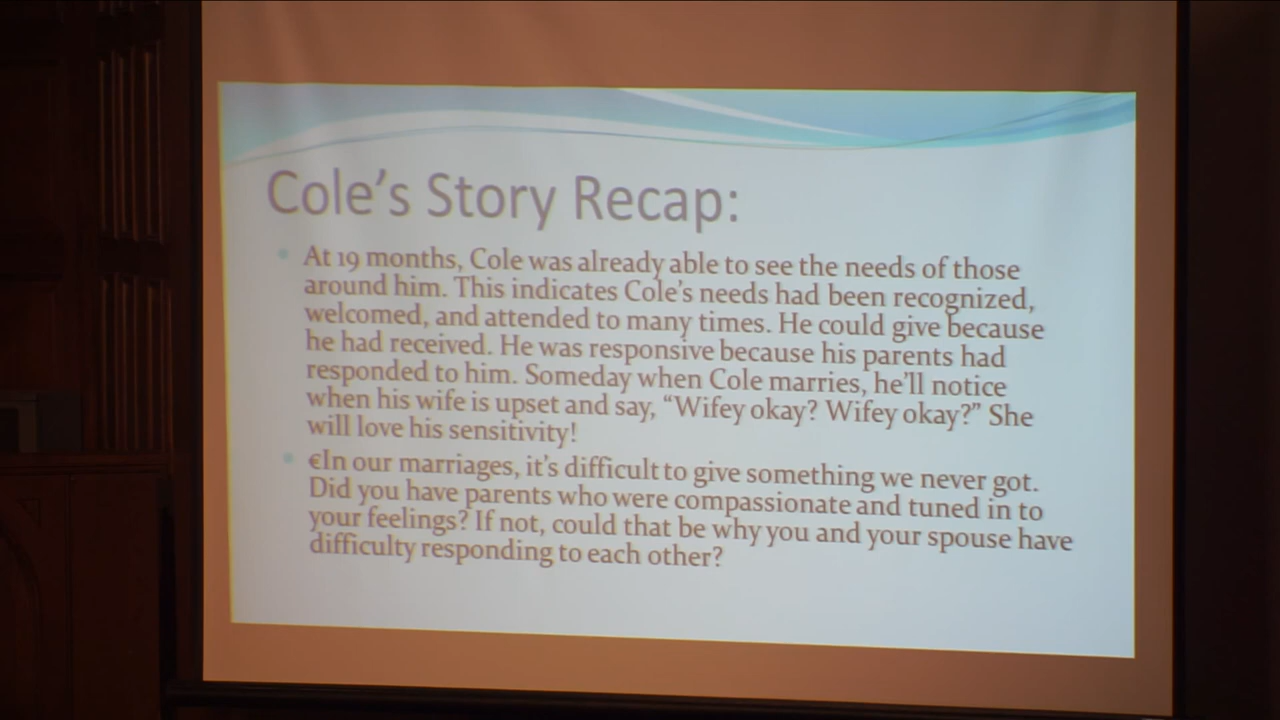 Cole's Story Recap:
At 19 months, Cole was already able to see the needs of those
around him. This indicates Cole's needs had been recognized,
welcomed, and attended to many times. He could give because
he had received. He was responsive because his parents had
responded to him. Someday when Cole marries, he'll notice
when his wife is upset and say, “Wifey okay? Wifey okay?” She
will love his sensitivity!
€In our marriages, it's difficult to give something we never got.
Did you have parents who were compassionate and tuned in to
your feelings? If not, could that be why you and your spouse have
difficulty responding to each other?